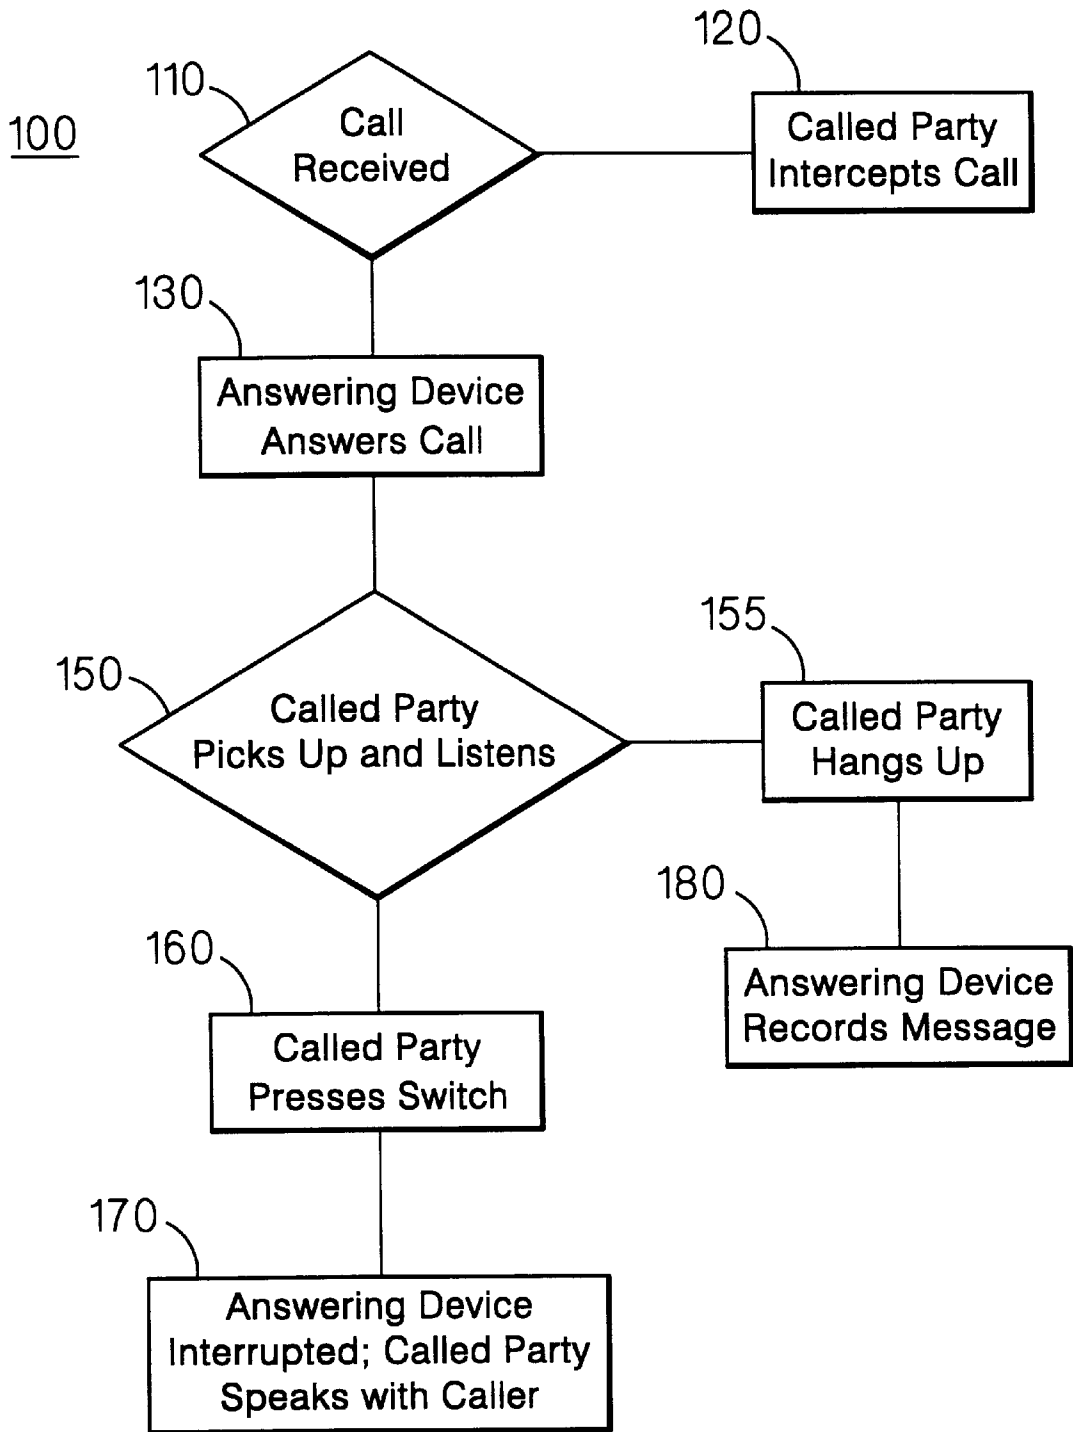 120
110
100
Call
Received
Called Party
Intercepts Call
130
Answering Device
Answers Call
155
150
Called Party
Picks Up and Listens
Called Party
Hangs Up
180
160
Answering Device
Records Message
Called Party
Presses Switch
170
Answering Device
Interrupted; Called Party
Speaks with Caller